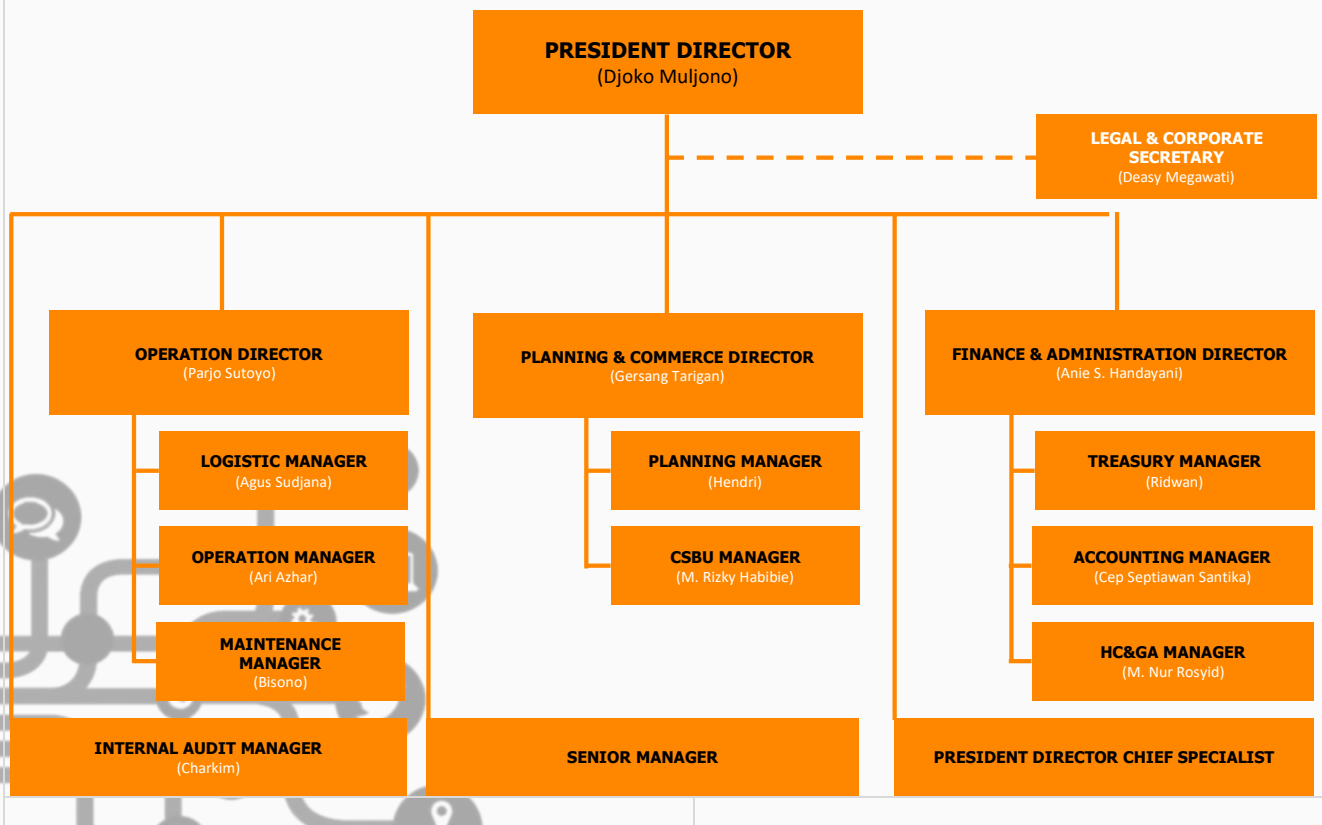 PRESIDENT DIRECTOR
(Djoko Muljono)
LEGAL & CORPORATE
SECRETARY
(Deasy Megawati)
OPERATION DIRECTOR
(Parjo Sutoyo)
PLANNING & COMMERCE DIRECTOR
(Gersang Tarigan)
FINANCE & ADMINISTRATION DIRECTOR
(Anie S. Handayani)
LOGISTIC MANAGER
(Agus Sudjana)
PLANNING MANAGER
(Hendri)
TREASURY MANAGER
(Ridwan)
OPERATION MANAGER
(Ari Azhar)
CSBU MANAGER
(M. Rizky Habibie)
ACCOUNTING MANAGER
(Cep Septiawan Santika)
MAINTENANCE
MANAGER
(Bisono)
HC&GA MANAGER
(M. Nur Rosyid)
INTERNAL AUDIT MANAGER
(Charkim)
SENIOR MANAGER
PRESIDENT DIRECTOR CHIEF SPECIALIST